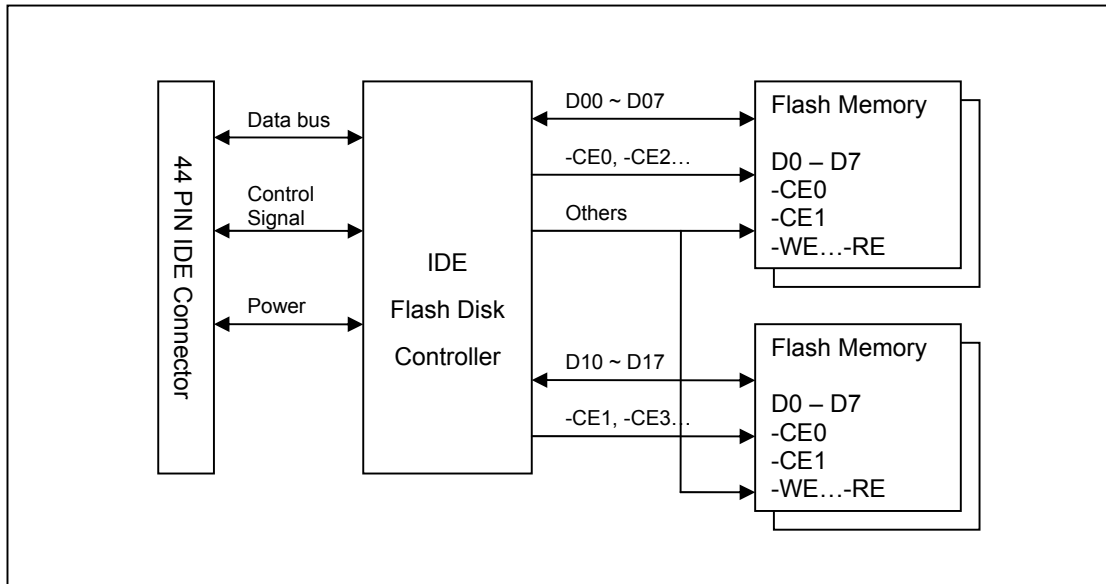 44 PIN IDE Connector
Data bus
Control
Signal
Power
IDE
Flash Disk
Controller
D00 ~ D07
-CE0, -CE2…
Others
D10 ~ D17
-CE1, -CE3…
Flash Memory
D0 – D7
-CE0
-CE1
-WE…-RE
Flash Memory
D0 – D7
-CE0
-CE1
-WE…-RE